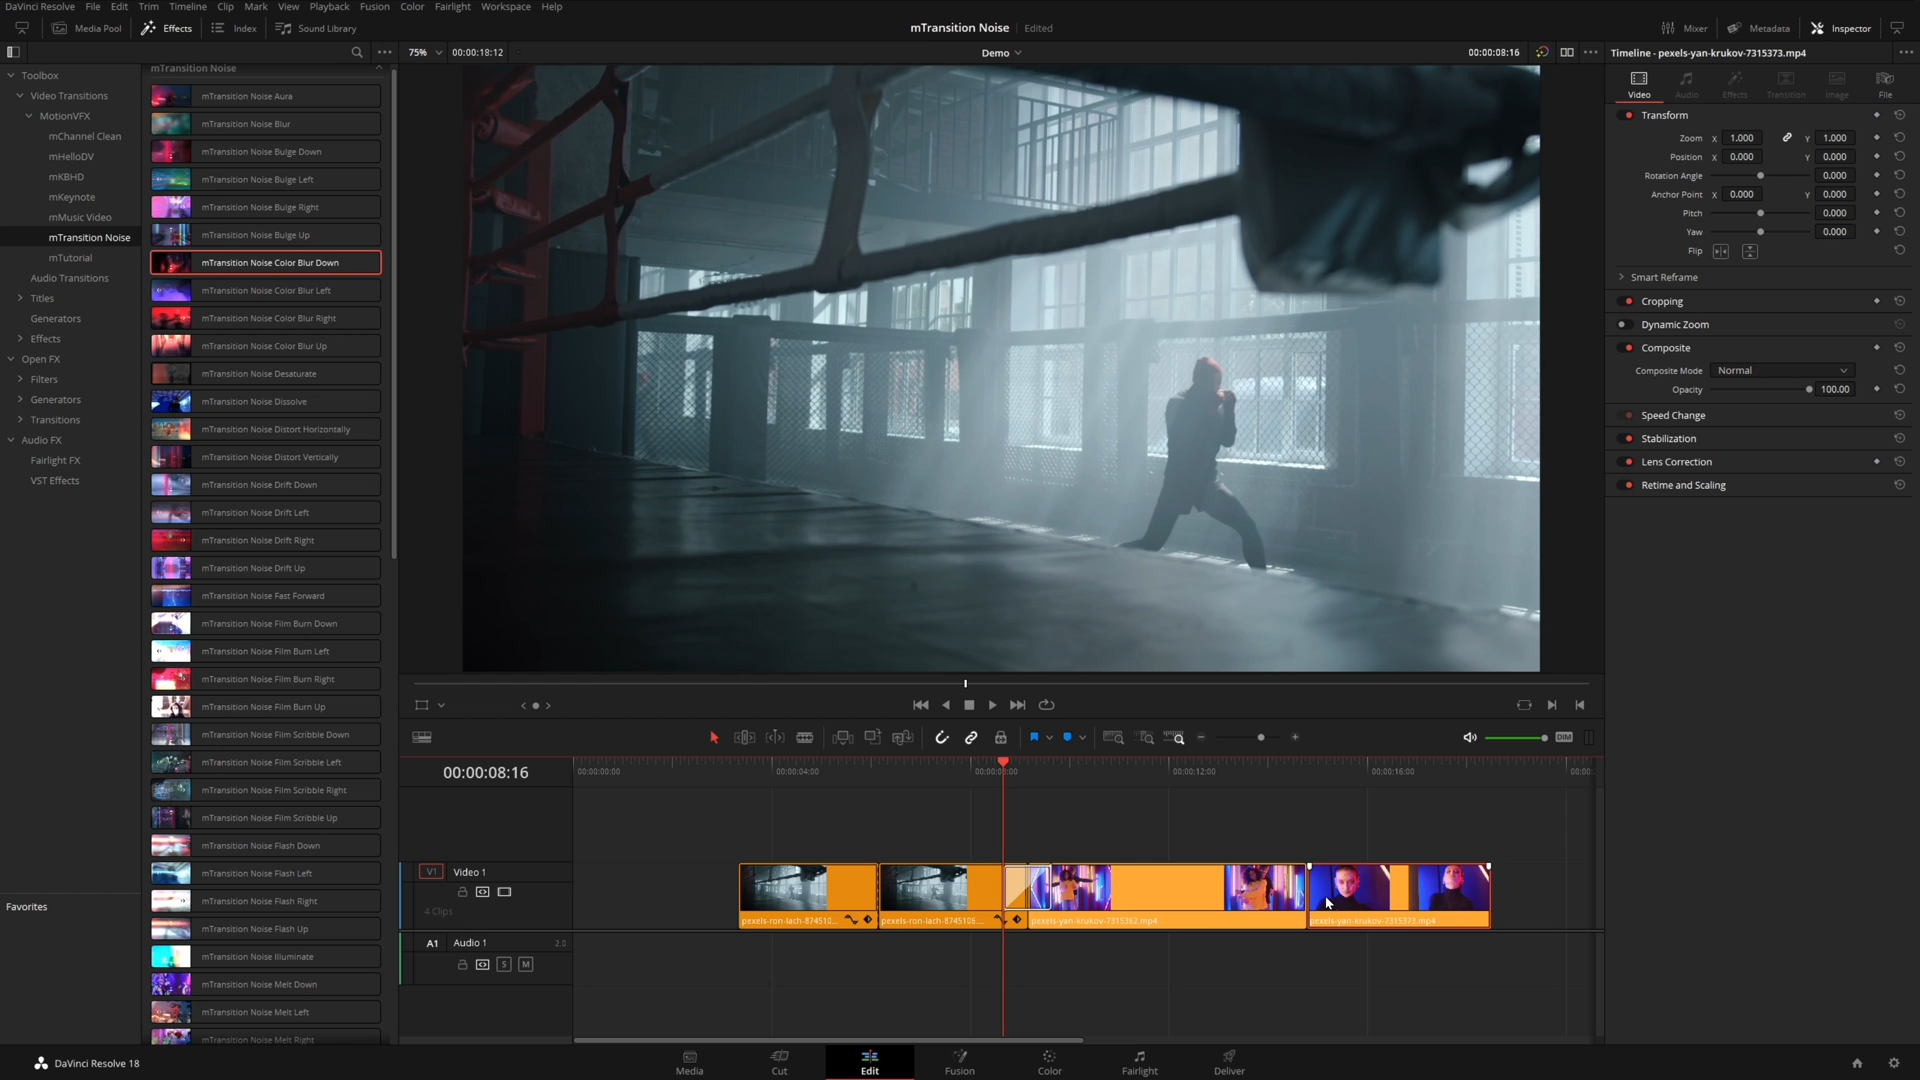 DaVinci Resolve File Edit Trim Timeline Clip Mark View Playback Fusion Color Fairlight Workspace Help
Media Pool Effects Index Sound Library
mTransition Noise Edited
Mixer Metadata Inspector
75% 00:00:18:12
Demo
00:00:08:16
Timeline - pexels-yan-krukov-7315373.mp4
Toolbox
Video Transitions
MotionVFX
mChannel Clean
mHelloDV
mKBHD
mKeynote
mMusic Video
mTransition Noise
mTutorial
Audio Transitions
Titles
Generators
Effects
Open FX
Filters
Generators
Transitions
Audio FX
Fairlight FX
VST Effects
Favorites
mTransition Noise
mTransition Noise Aura
mTransition Noise Blur
mTransition Noise Bulge Down
mTransition Noise Bulge Left
mTransition Noise Bulge Right
mTransition Noise Bulge Up
mTransition Noise Color Blur Down
mTransition Noise Color Blur Left
mTransition Noise Color Blur Right
mTransition Noise Color Blur Up
mTransition Noise Desaturate
mTransition Noise Dissolve
mTransition Noise Distort Horizontally
mTransition Noise Distort Vertically
mTransition Noise Drift Down
mTransition Noise Drift Left
mTransition Noise Drift Right
mTransition Noise Drift Up
mTransition Noise Fast Forward
mTransition Noise Film Burn Down
mTransition Noise Film Burn Left
mTransition Noise Film Burn Right
mTransition Noise Film Burn Up
mTransition Noise Film Scribble Down
mTransition Noise Film Scribble Left
mTransition Noise Film Scribble Right
mTransition Noise Film Scribble Up
mTransition Noise Flash Down
mTransition Noise Flash Left
mTransition Noise Flash Right
mTransition Noise Flash Up
mTransition Noise Illuminate
mTransition Noise Melt Down
mTransition Noise Melt Left
mTransition Noise Melt Right
Video Audio Effects Transition Image File
Transform
Zoom X 1.000 Y 1.000
Position X 0.000 Y 0.000
Rotation Angle 0.000
Anchor Point X 0.000 Y 0.000
Pitch 0.000
Yaw 0.000
Flip
Smart Reframe
Cropping
Dynamic Zoom
Composite
Composite Mode Normal
Opacity 100.00
Speed Change
Stabilization
Lens Correction
Retime and Scaling
DIM
00:00:08:16
00:00:00:00 00:00:04:00 00:00:12:00 00:00:16:00
V1 Video 1
4 Clips
pexels-ron-lach-874510... pexels-ron-lach-8745106... pexels-yan-krukov-7315362.mp4 pexels-yan-krukov-7315373.mp4
A1 Audio 1 2.0
S M
DaVinci Resolve 18
Media Cut Edit Fusion Color Fairlight Deliver